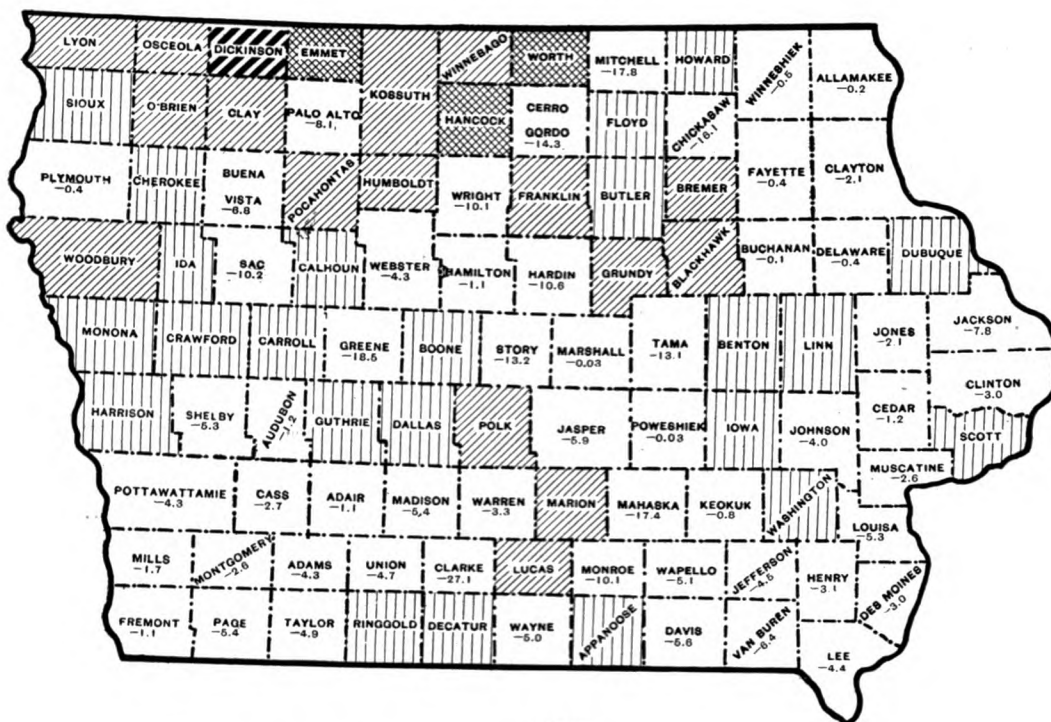 LYON
OSCEOLA
DICKINSON
EMMET
KOSSUTH
WINNEBAGO
WORTH
MITCHELL
–17.8
HOWARD
WINNESHIEK
–0.5
ALLAMAKEE
–0.2
SIOUX
O'BRIEN
CLAY
PALO ALTO
–8.1
HANCOCK
CERRO
GORDO
–14.3
FLOYD
CHICKASAW
–18.1
PLYMOUTH
–0.4
CHEROKEE
BUENA
VISTA
–6.8
POCAHONTAS
HUMBOLDT
WRIGHT
–10.1
FRANKLIN
BUTLER
BREMER
FAYETTE
–0.4
CLAYTON
–2.1
WOODBURY
IDA
SAC
–10.2
CALHOUN
WEBSTER
–4.3
HAMILTON
–1.1
HARDIN
–10.6
GRUNDY
BLACKHAWK
BUCHANAN
–0.1
DELAWARE
–0.4
DUBUQUE
MONONA
CRAWFORD
CARROLL
GREENE
–18.5
BOONE
STORY
–13.2
MARSHALL
–0.03
TAMA
–13.1
BENTON
LINN
JONES
–2.1
JACKSON
–7.8
CLINTON
–3.0
HARRISON
SHELBY
–5.3
AUDUBON
–1.2
GUTHRIE
DALLAS
POLK
JASPER
–5.9
POWESHIEK
–0.03
IOWA
JOHNSON
–4.0
CEDAR
–1.2
SCOTT
MUSCATINE
–2.6
POTTAWATTAMIE
–4.3
CASS
–2.7
ADAIR
–1.1
MADISON
–5.4
WARREN
–3.3
MARION
MAHASKA
–17.4
KEOKUK
–0.8
WASHINGTON
LOUISA
–5.3
MILLS
–1.7
MONTGOMERY
–2.6
ADAMS
–4.3
UNION
–4.7
CLARKE
–27.1
LUCAS
MONROE
–10.1
WAPELLO
–5.1
JEFFERSON
–4.5
HENRY
–3.1
DES MOINES
–3.0
FREMONT
–1.1
PAGE
–5.4
TAYLOR
–4.9
RINGGOLD
DECATUR
WAYNE
–5.0
APPANOOSE
DAVIS
–5.6
VAN BUREN
–6.4
LEE
–4.4